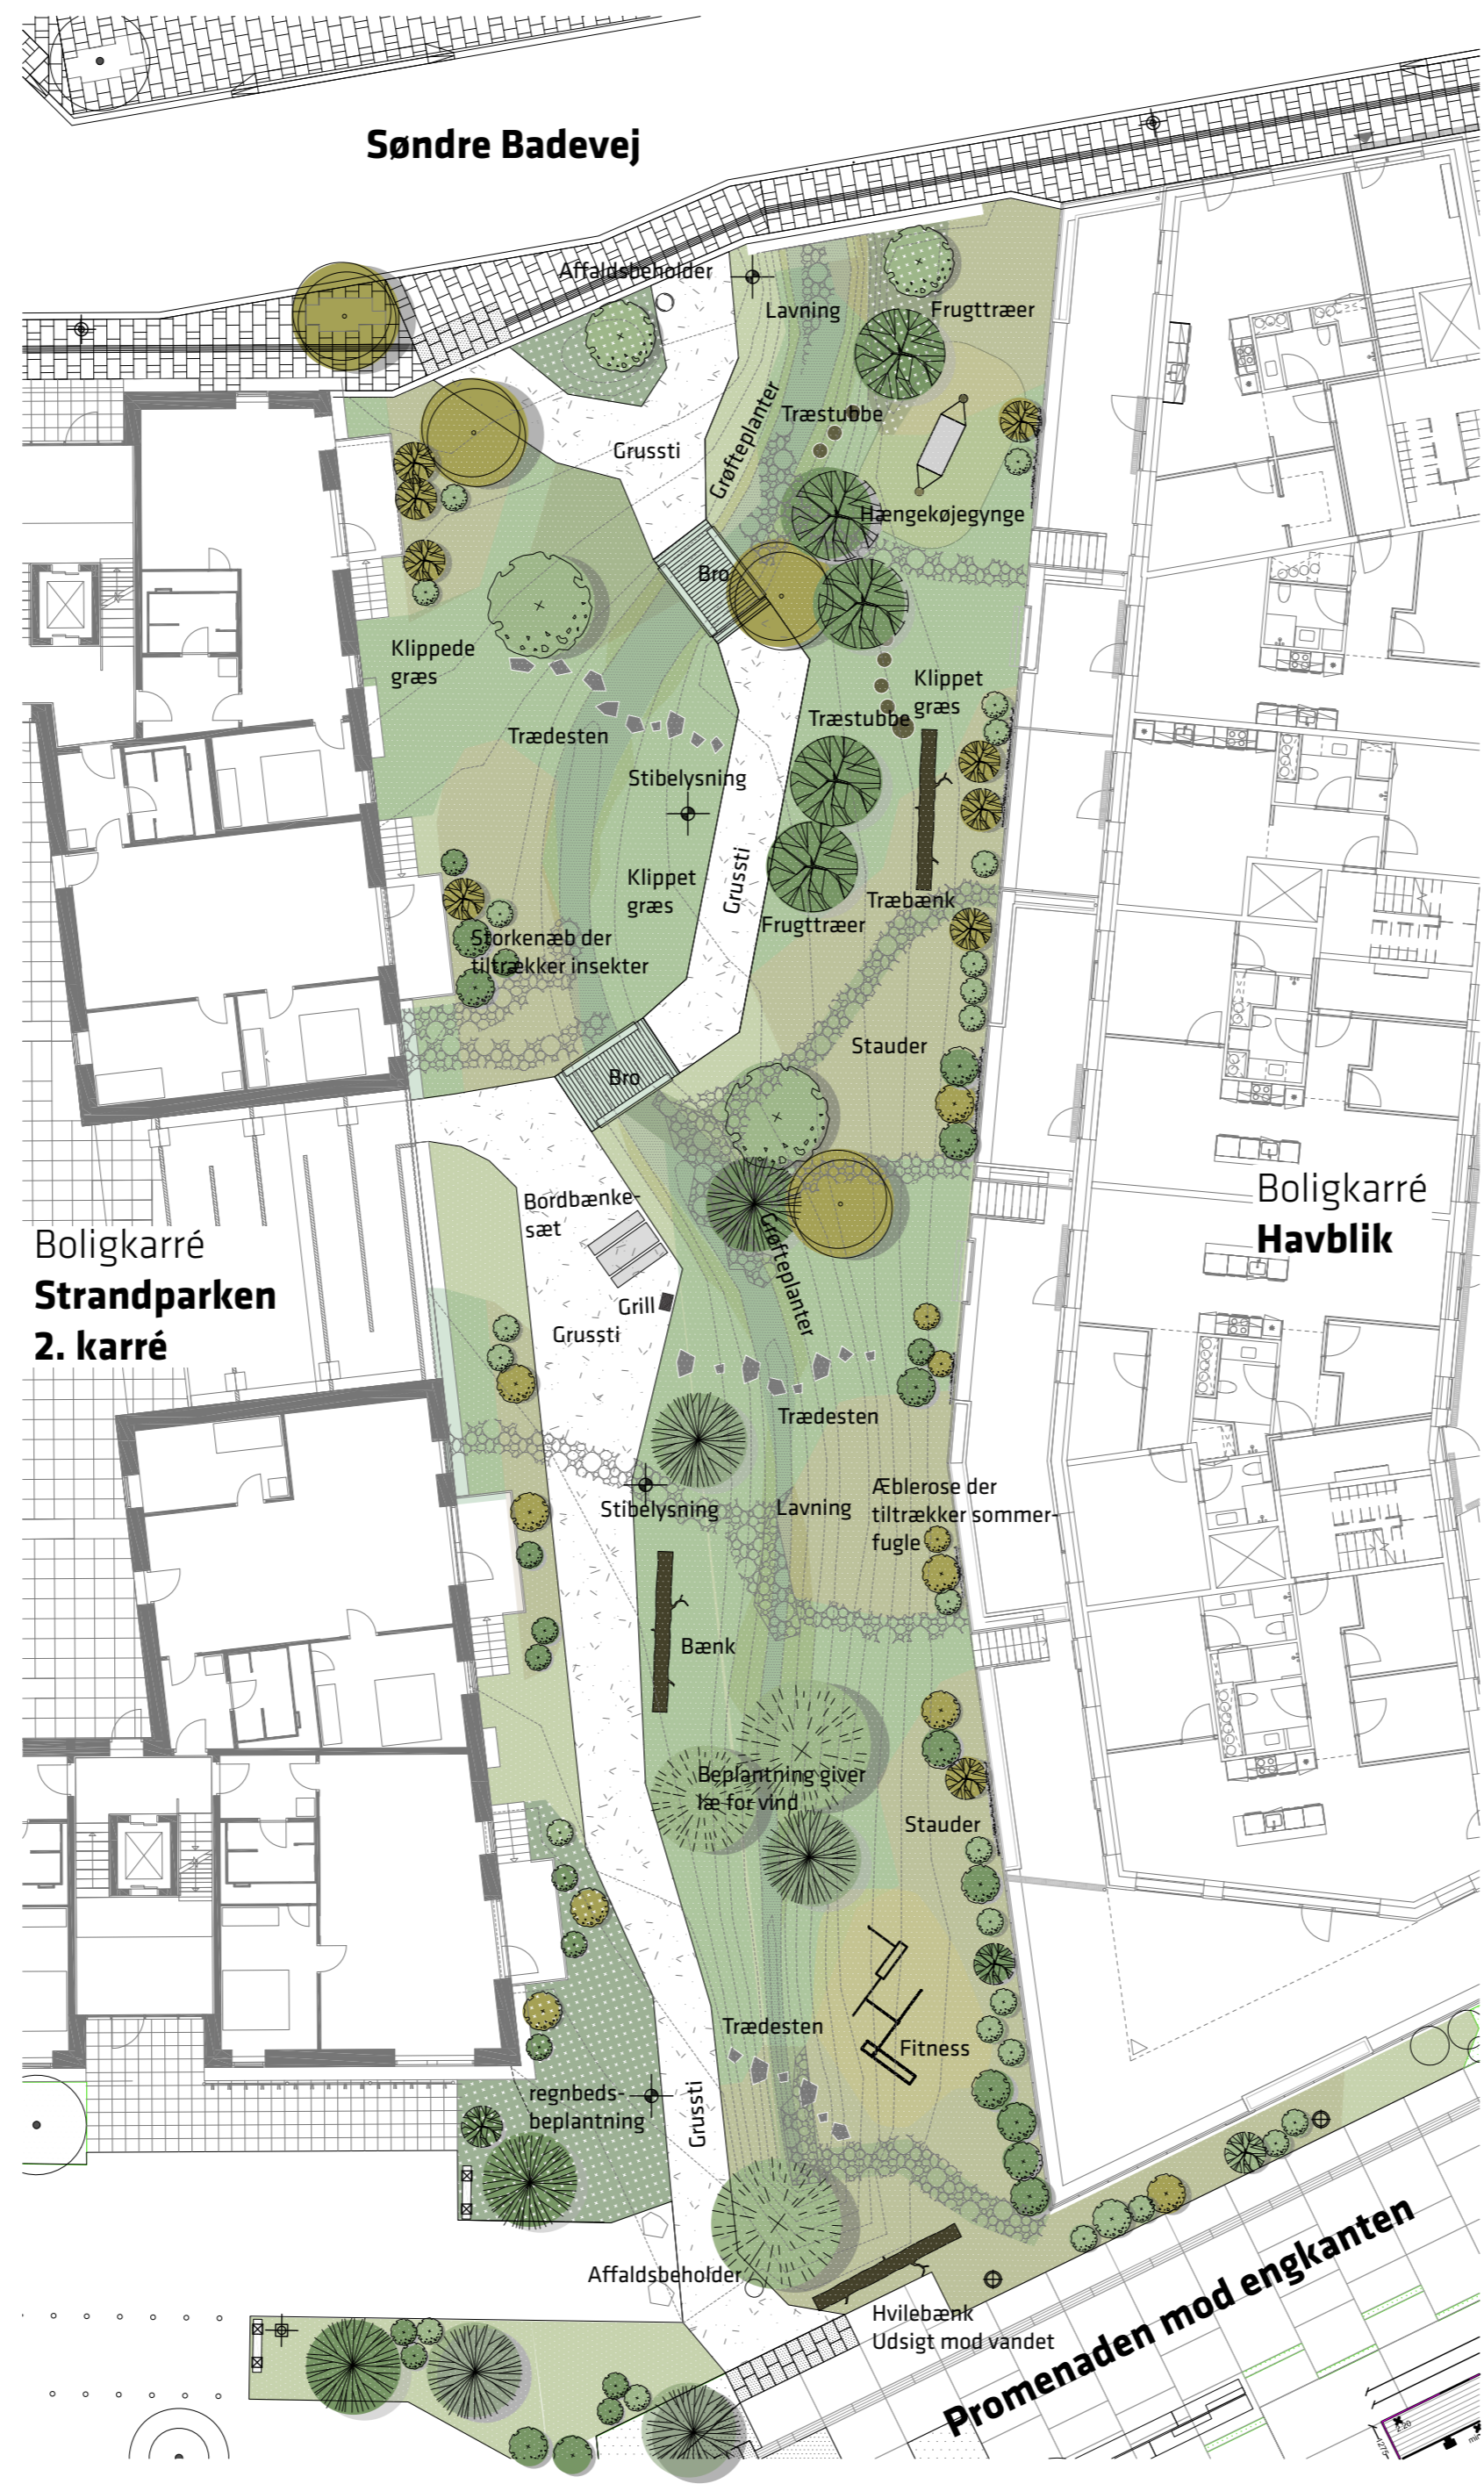 Søndre Badevej
Affaldsbeholder
Lavning
Frugttræer
Træstubbe
Grøfteplanter
Grussti
Hængekøjegynge
Bro
Klippede
græs
Klippet
græs
Træstubbe
Trædesten
Stibelysning
Klippet
græs
Grussti
Træbænk
Frugttræer
Storkenæb der
tiltrækker insekter
Stauder
Bro
Boligkarré
Havblik
Bordbænke-
sæt
Boligkarré
Strandparken
2. karré
Grøfteplanter
Grill
Grussti
Trædesten
Æblerose der
tiltrækker sommer-
fugle
Stibelysning
Lavning
Bænk
Beplantning giver
læ for vind
Stauder
Trædesten
Fitness
regnbeds-
beplantning
Grussti
Affaldsbeholder
Hvilebænk
Udsigt mod vandet
Promenaden mod engkanten